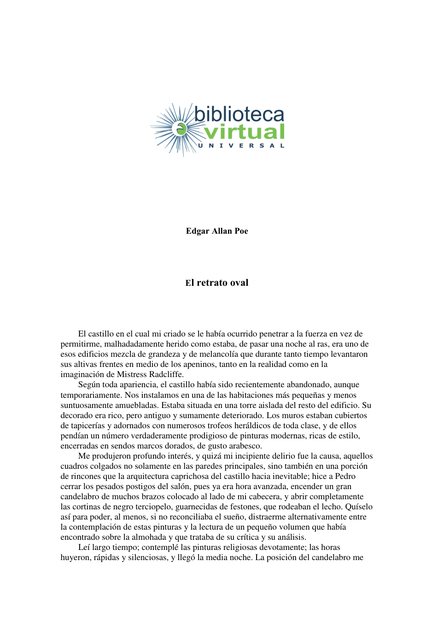 biblioteca
virtual
UNIVERSAL
Edgar Allan Poe
El retrato oval
El castillo en el cual mi criado se le había ocurrido penetrar a la fuerza en vez de
permitirme, malhadadamente herido como estaba, de pasar una noche al ras, era uno de
esos edificios mezcla de grandeza y de melancolía que durante tanto tiempo levantaron
sus altivas frentes en medio de los apeninos, tanto en la realidad como en la
imaginación de Mistress Radcliffe.
Según toda apariencia, el castillo había sido recientemente abandonado, aunque
temporariamente. Nos instalamos en una de las habitaciones más pequeñas y menos
suntuosamente amuebladas. Estaba situada en una torre aislada del resto del edificio. Su
decorado era rico, pero antiguo y sumamente deteriorado. Los muros estaban cubiertos
de tapicerías y adornados con numerosos trofeos heráldicos de toda clase, y de ellos
pendían un número verdaderamente prodigioso de pinturas modernas, ricas de estilo,
encerradas en sendos marcos dorados, de gusto arabesco.
Me produjeron profundo interés, y quizá mi incipiente delirio fue la causa, aquellos
cuadros colgados no solamente en las paredes principales, sino también en una porción
de rincones que la arquitectura caprichosa del castillo hacía inevitable; hice a Pedro
cerrar los pesados postigos del salón, pues ya era hora avanzada, encender un gran
candelabro de muchos brazos colocado al lado de mi cabecera, y abrir completamente
las cortinas de negro terciopelo, guarnecidas de festones, que rodeaban el lecho. Quíselo
así para poder, al menos, si no reconciliaba el sueño, distraerme alternativamente entre
la contemplación de estas pinturas y la lectura de un pequeño volumen que había
encontrado sobre la almohada y que trataba de su crítica y su análisis.
Leí largo tiempo; contemplé las pinturas religiosas devotamente; las horas
huyeron, rápidas y silenciosas, y llegó la media noche. La posición del candelabro me